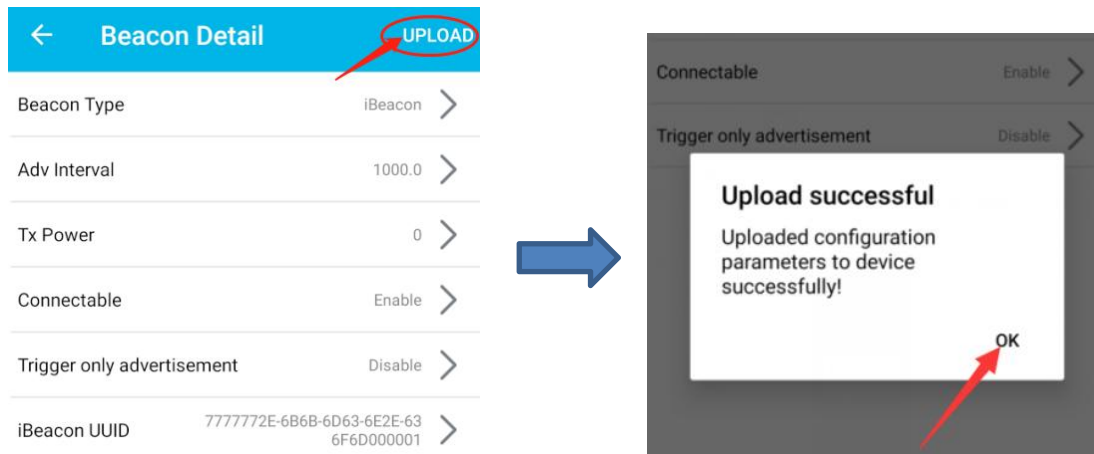 Beacon Detail UPLOAD
Beacon Type iBeacon
Adv Interval 1000.0
Tx Power 0
Connectable Enable
Trigger only advertisement Disable
iBeacon UUID 7777772E-6B6B-6D63-6E2E-63
6F6D000001
Connectable Enable
Trigger only advertisement Disable
Upload successful
Uploaded configuration
parameters to device
successfully!
OK